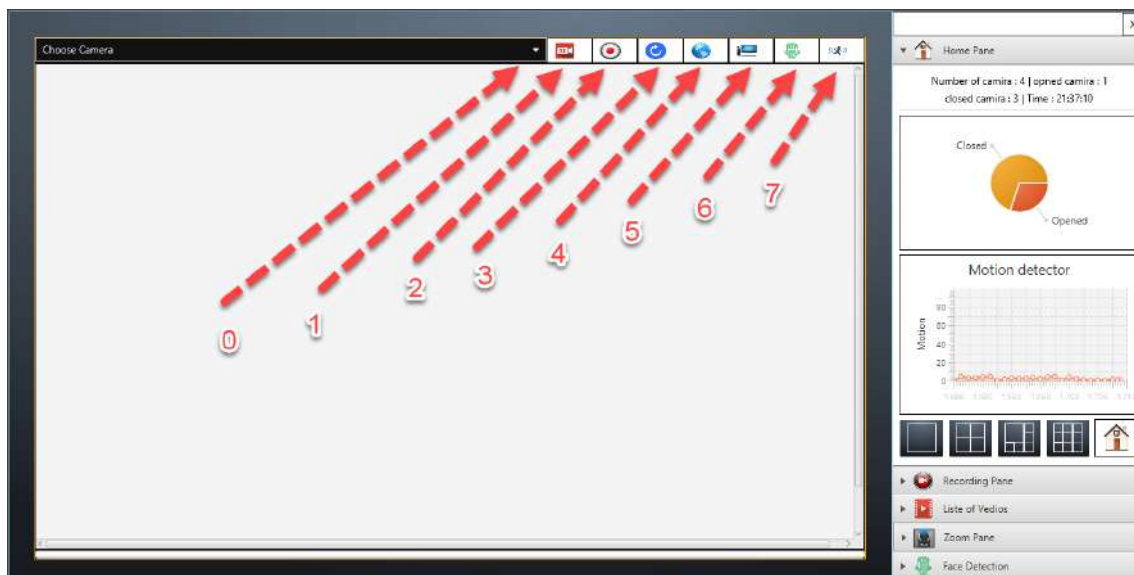 Choose Camera
0
1
2
3
4
5
6
7
Home Pane
Number of camira : 4 | opned camira : 1
closed camira : 3 | Time : 21:37:10
Closed
Opened
Motion detector
Motion
80
60
40
20
0
Recording Pane
Liste of Vedios
Zoom Pane
Face Detection